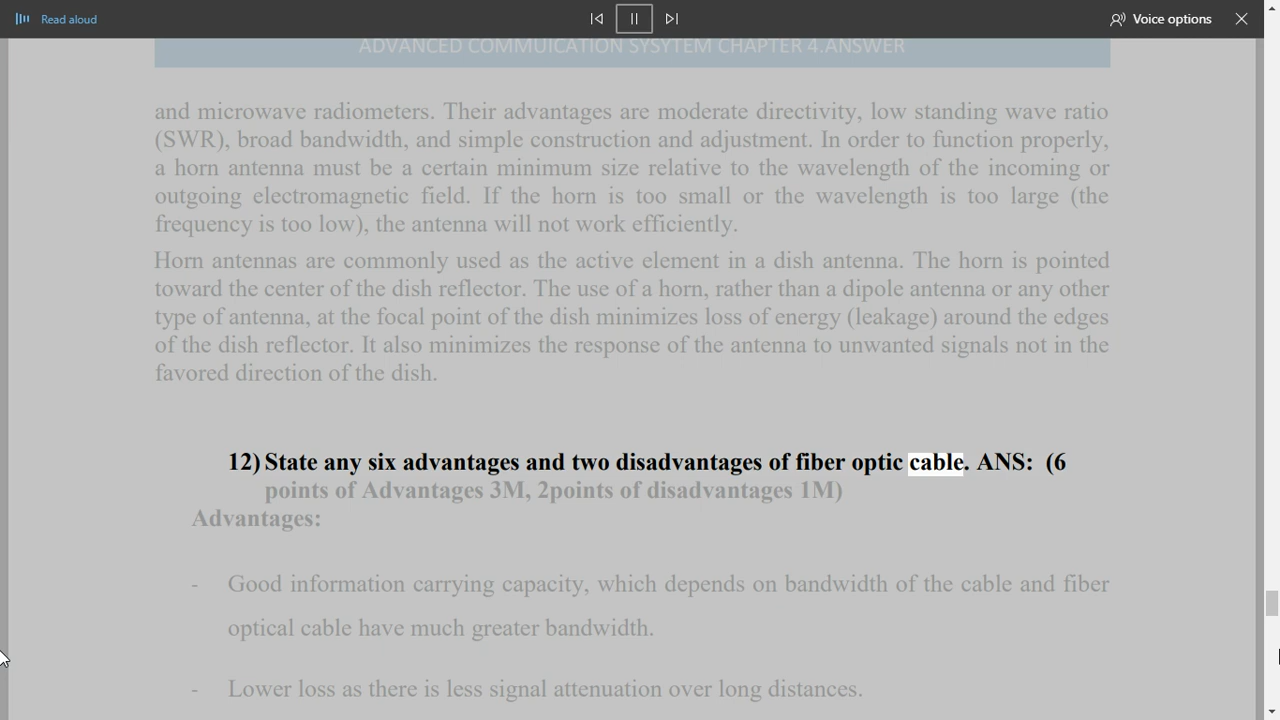 Read aloud
Voice options
ADVANCED COMMUICATION SYSYTEM CHAPTER 4.ANSWER
and microwave radiometers. Their advantages are moderate directivity, low standing wave ratio
(SWR), broad bandwidth, and simple construction and adjustment. In order to function properly,
a horn antenna must be a certain minimum size relative to the wavelength of the incoming or
outgoing electromagnetic field. If the horn is too small or the wavelength is too large (the
frequency is too low), the antenna will not work efficiently.
Horn antennas are commonly used as the active element in a dish antenna. The horn is pointed
toward the center of the dish reflector. The use of a horn, rather than a dipole antenna or any other
type of antenna, at the focal point of the dish minimizes loss of energy (leakage) around the edges
of the dish reflector. It also minimizes the response of the antenna to unwanted signals not in the
favored direction of the dish.
12) State any six advantages and two disadvantages of fiber optic cable. ANS: (6
points of Advantages 3M, 2points of disadvantages 1M)
Advantages:
- Good information carrying capacity, which depends on bandwidth of the cable and fiber
optical cable have much greater bandwidth.
- Lower loss as there is less signal attenuation over long distances.